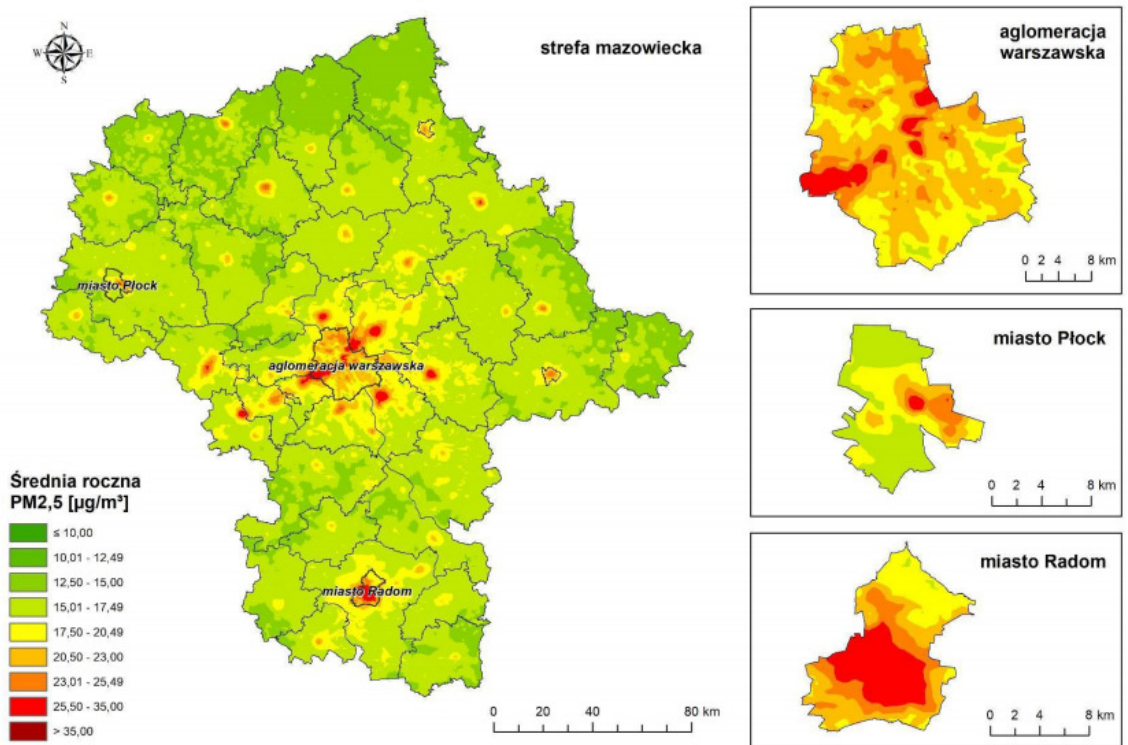 N
W E
S
strefa mazowiecka
miasto Płock
aglomeracja warszawska
miasto Radom
Średnia roczna
PM2,5 [µg/m³]
≤ 10,00
10,01 - 12,49
12,50 - 15,00
15,01 - 17,49
17,50 - 20,49
20,50 - 23,00
23,01 - 25,49
25,50 - 35,00
> 35,00
0 20 40 80 km
aglomeracja
warszawska
0 2 4 8 km
miasto Płock
0 2 4 8 km
miasto Radom
0 2 4 8 km